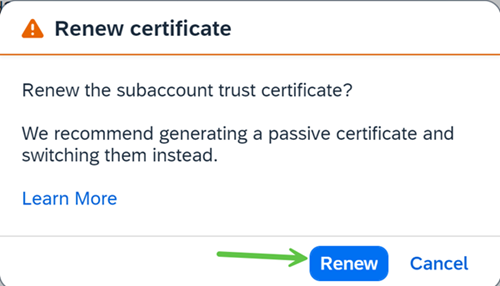 Renew certificate
Renew the subaccount trust certificate?
We recommend generating a passive certificate and
switching them instead.
Learn More
Renew
Cancel